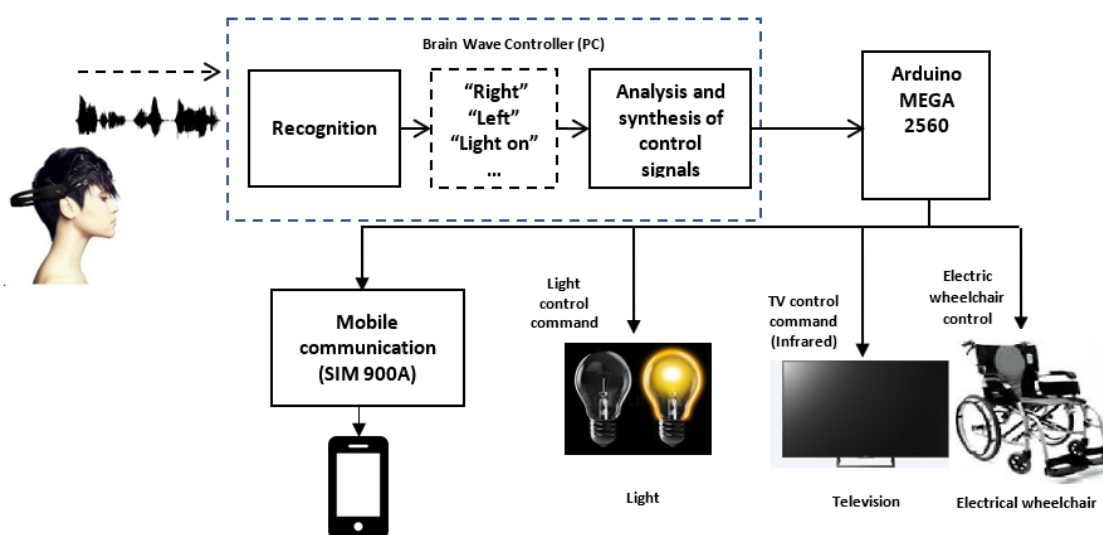 Brain Wave Controller (PC)
Recognition
“Right”
“Left”
“Light on”
...
Analysis and
synthesis of
control
signals
Arduino
MEGA
2560
Mobile
communication
(SIM 900A)
Light
control
command
TV control
command
(Infrared)
Electric
wheelchair
control
Light
Television
Electrical wheelchair